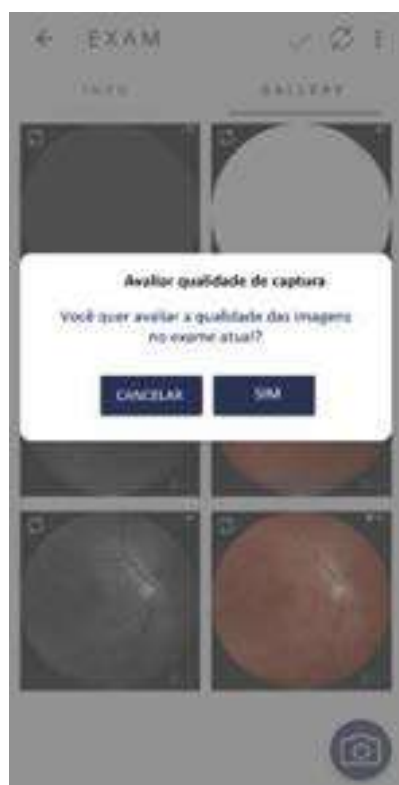 EXAM
INFO
GALLERY
Avaliar qualidade de captura
Você quer avaliar a qualidade das imagens
no exame atual?
CANCELAR
SIM